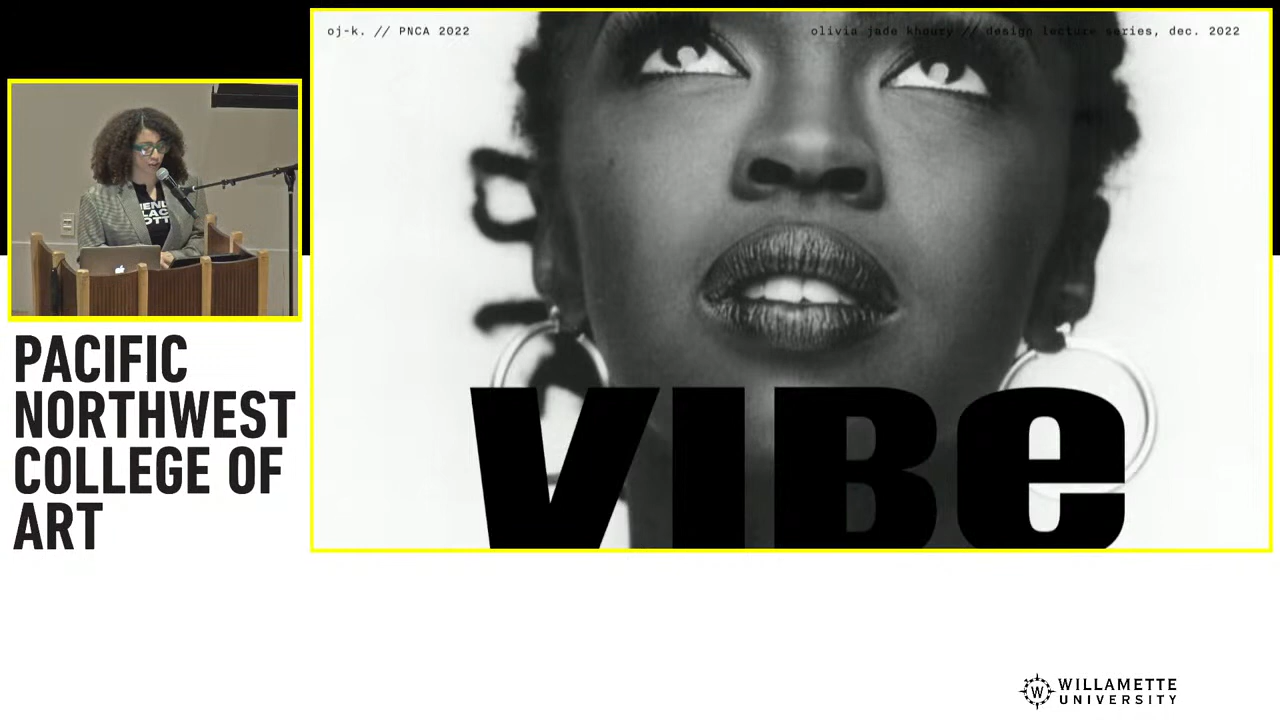 oj-k. // PNCA 2022
olivia jade khoury // design lecture series, dec. 2022
VIBe
PACIFIC
NORTHWEST
COLLEGE OF
ART
W
WILLAMETTE
UNIVERSITY